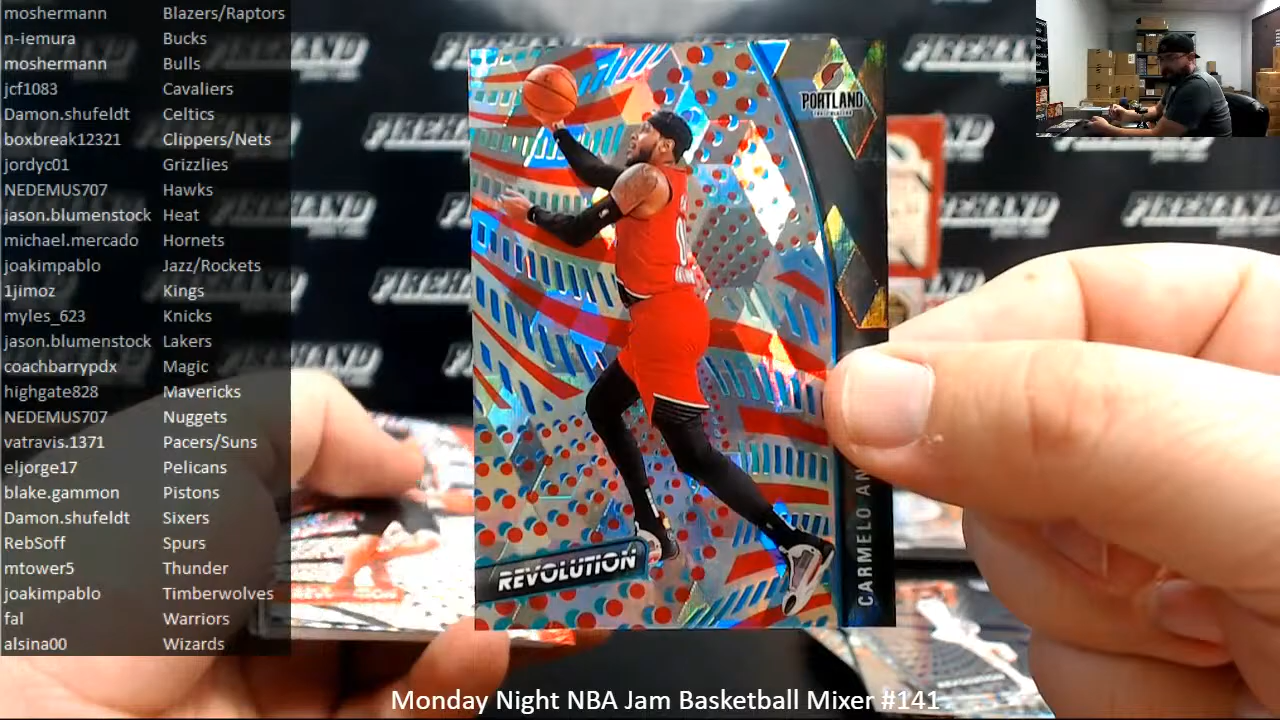 moshermann Blazers/Raptors
n-iemura Bucks
moshermann Bulls
jcf1083 Cavaliers
Damon.shufeldt Celtics
boxbreak12321 Clippers/Nets
jordyc01 Grizzlies
NEDEMUS707 Hawks
jason.blumenstock Heat
michael.mercado Hornets
joakimpablo Jazz/Rockets
1jimoz Kings
myles_623 Knicks
jason.blumenstock Lakers
coachbarrypdx Magic
highgate828 Mavericks
NEDEMUS707 Nuggets
vatravis.1371 Pacers/Suns
eljorge17 Pelicans
blake.gammon Pistons
Damon.shufeldt Sixers
RebSoff Spurs
mtower5 Thunder
joakimpablo Timberwolves
fal Warriors
alsina00 Wizards
PORTLAND
REVOLUTION
CARMELO AN
FIREHAND
Monday Night NBA Jam Basketball Mixer #141